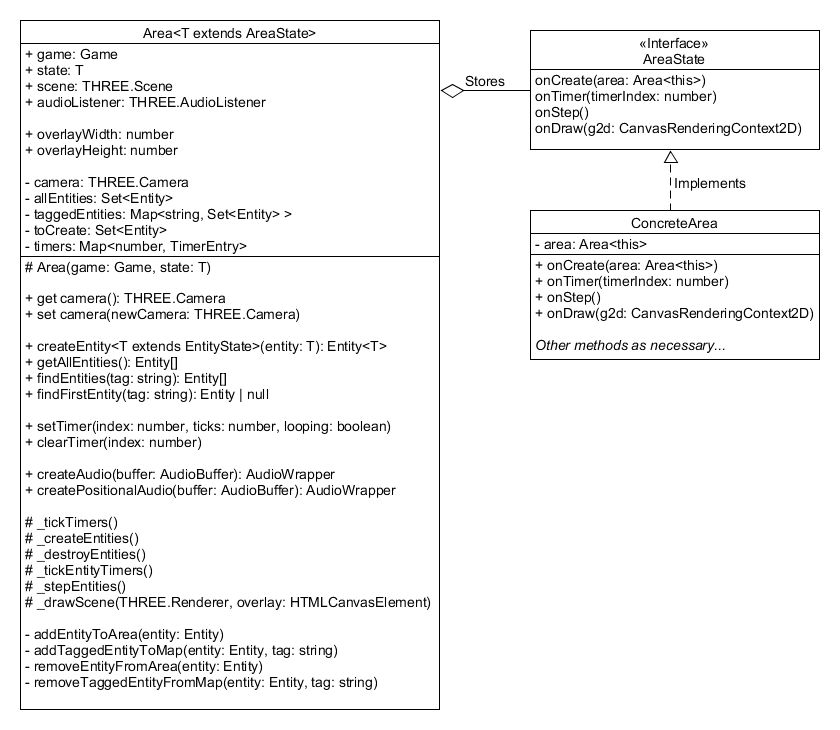 Area<T extends AreaState>
+ game: Game
+ state: T
+ scene: THREE.Scene
+ audioListener: THREE.AudioListener
+ overlayWidth: number
+ overlayHeight: number
- camera: THREE.Camera
- allEntities: Set<Entity>
- taggedEntities: Map<string, Set<Entity> >
- toCreate: Set<Entity>
- timers: Map<number, TimerEntry>
# Area(game: Game, state: T)
+ get camera(): THREE.Camera
+ set camera(newCamera: THREE.Camera)
+ createEntity<T extends EntityState>(entity: T): Entity<T>
+ getAllEntities(): Entity[]
+ findEntities(tag: string): Entity[]
+ findFirstEntity(tag: string): Entity | null
+ setTimer(index: number, ticks: number, looping: boolean)
+ clearTimer(index: number)
+ createAudio(buffer: AudioBuffer): AudioWrapper
+ createPositionalAudio(buffer: AudioBuffer): AudioWrapper
# _tickTimers()
# _createEntities()
# _destroyEntities()
# _tickEntityTimers()
# _stepEntities()
# _drawScene(THREE.Renderer, overlay: HTMLCanvasElement)
- addEntityToArea(entity: Entity)
- addTaggedEntityToMap(entity: Entity, tag: string)
- removeEntityFromArea(entity: Entity)
- removeTaggedEntityFromMap(entity: Entity, tag: string)
Stores
«Interface»
AreaState
onCreate(area: Area<this>)
onTimer(timerIndex: number)
onStep()
onDraw(g2d: CanvasRenderingContext2D)
Implements
ConcreteArea
- area: Area<this>
+ onCreate(area: Area<this>)
+ onTimer(timerIndex: number)
+ onStep()
+ onDraw(g2d: CanvasRenderingContext2D)
Other methods as necessary...